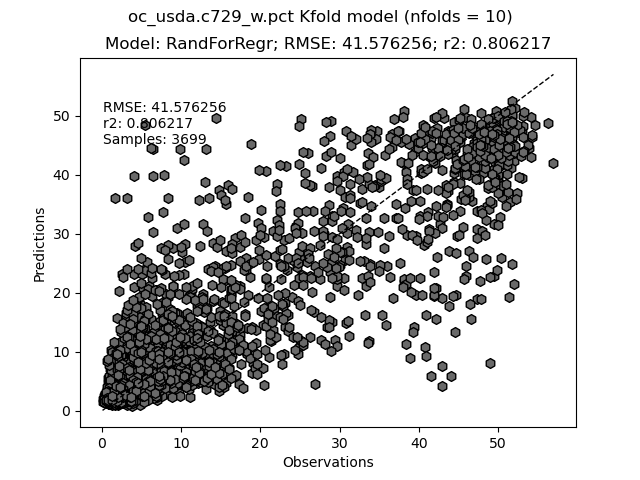 oc_usda.c729_w.pct Kfold model (nfolds = 10)
Model: RandForRegr; RMSE: 41.576256; r2: 0.806217
RMSE: 41.576256
r2: 0.806217
Samples: 3699
Predictions
50
40
30
20
10
0
0 10 20 30 40 50
Observations